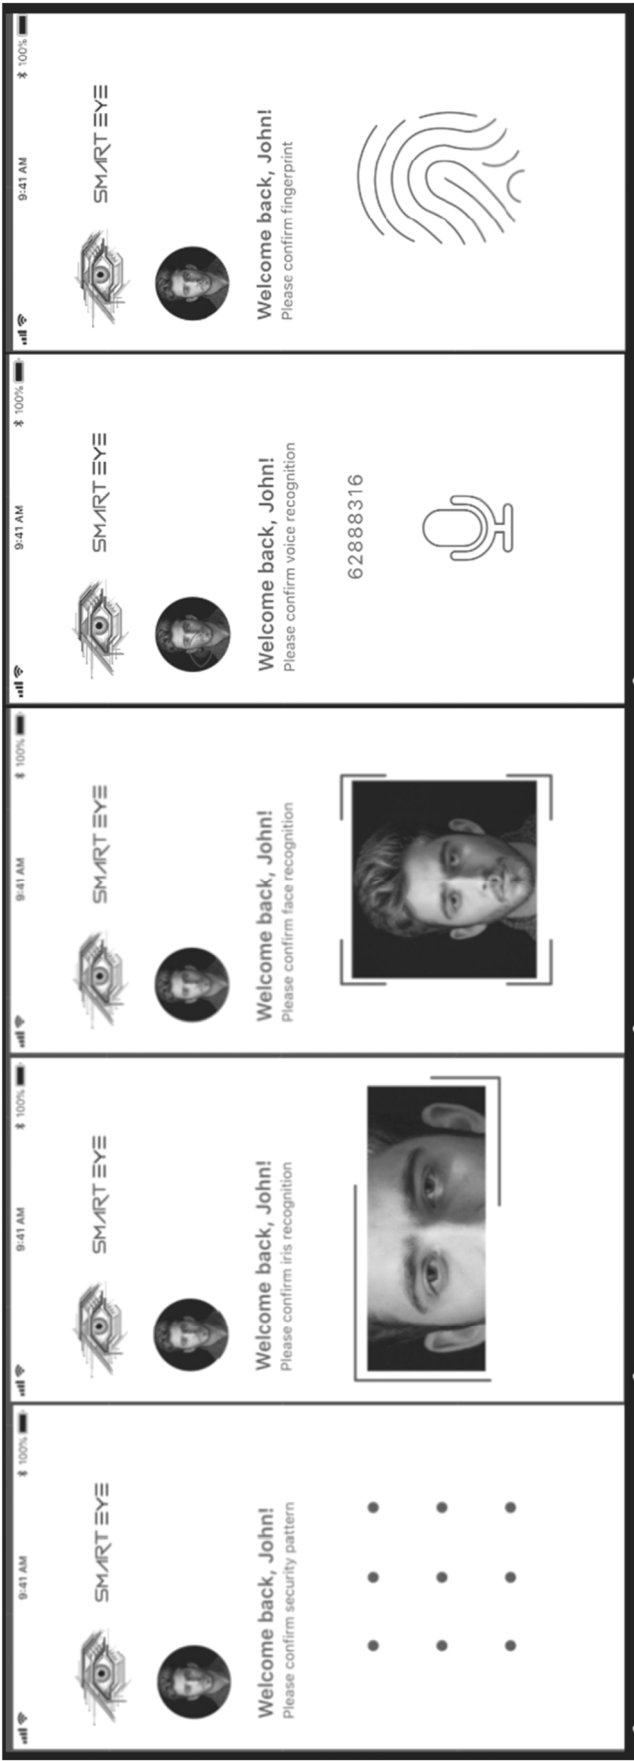 9:41 AM 100%
SMART EYE
Welcome back, John!
Please confirm security pattern
9:41 AM 100%
SMART EYE
Welcome back, John!
Please confirm iris recognition
9:41 AM 100%
SMART EYE
Welcome back, John!
Please confirm face recognition
9:41 AM 100%
SMART EYE
Welcome back, John!
Please confirm voice recognition
62888316
9:41 AM 100%
SMART EYE
Welcome back, John!
Please confirm fingerprint